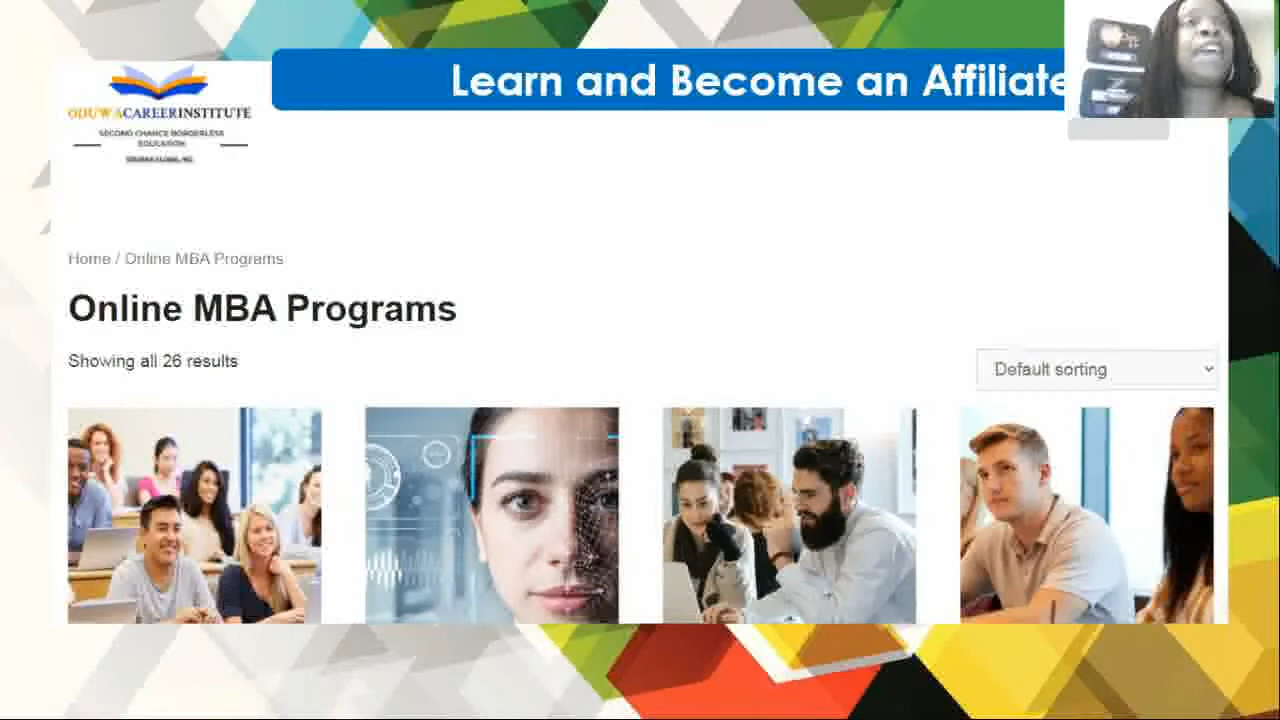 Learn and Become an Affiliate
ODUWACAREERINSTITUTE
SECOND CHANCE BORDERLESS
EDUCATION
Home / Online MBA Programs
Online MBA Programs
Showing all 26 results
Default sorting